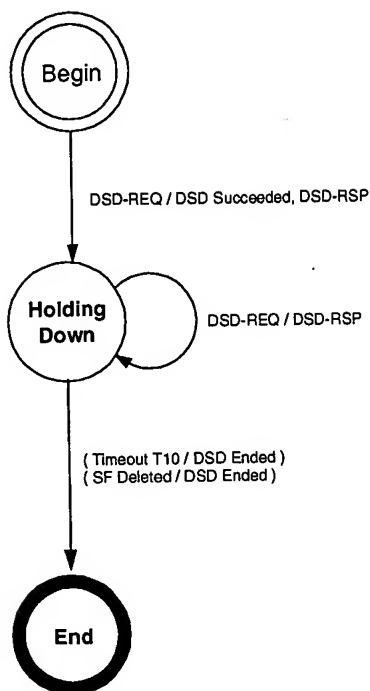 Begin
DSD-REQ / DSD Succeeded, DSD-RSP
Holding
Down
DSD-REQ / DSD-RSP
( Timeout T10 / DSD Ended )
( SF Deleted / DSD Ended )
End